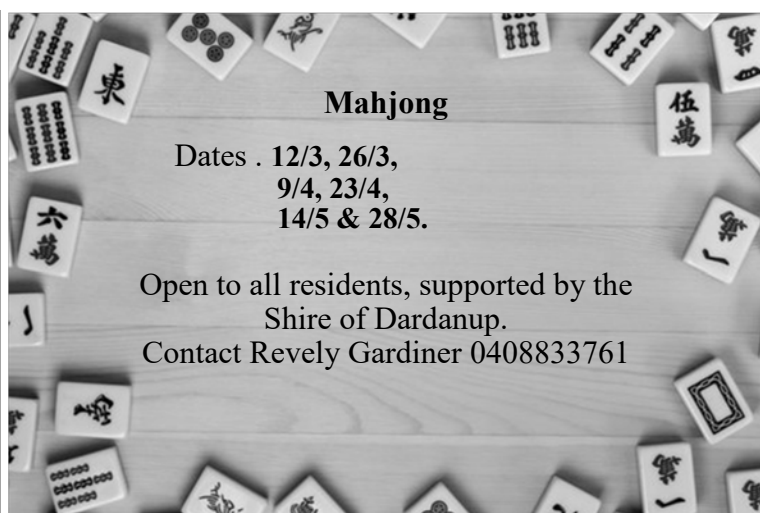 Mahjong
Dates . 12/3, 26/3,
9/4, 23/4,
14/5 & 28/5.
Open to all residents, supported by the
Shire of Dardanup.
Contact Revely Gardiner 0408833761
東
伍
萬
六
萬